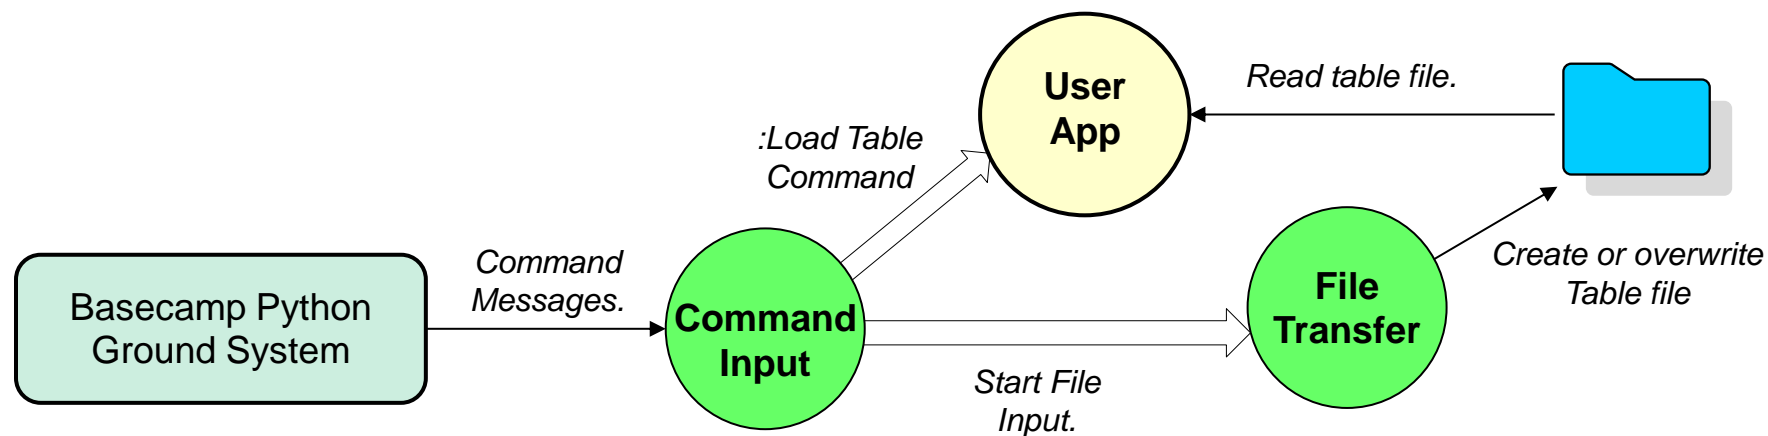 User
App
Read table file.
:Load Table
Command
Command
Messages.
Basecamp Python
Ground System
Command
Input
File
Transfer
Create or overwrite
Table file
Start File
Input.